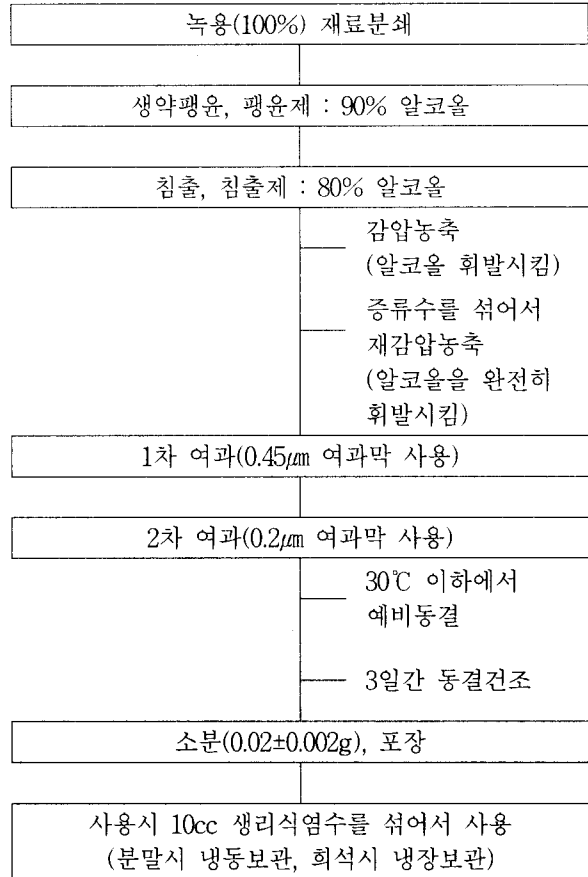 녹용(100%) 재료분쇄
생약팽윤, 팽윤제 : 90% 알코올
침출, 침출제 : 80% 알코올
감압농축
(알코올 휘발시킴)
증류수를 섞어서
재감압농축
(알코올을 완전히
휘발시킴)
1차 여과(0.45㎛ 여과막 사용)
2차 여과(0.2㎛ 여과막 사용)
30℃ 이하에서
예비동결
3일간 동결건조
소분(0.02±0.002g), 포장
사용시 10cc 생리식염수를 섞어서 사용
(분말시 냉동보관, 희석시 냉장보관)